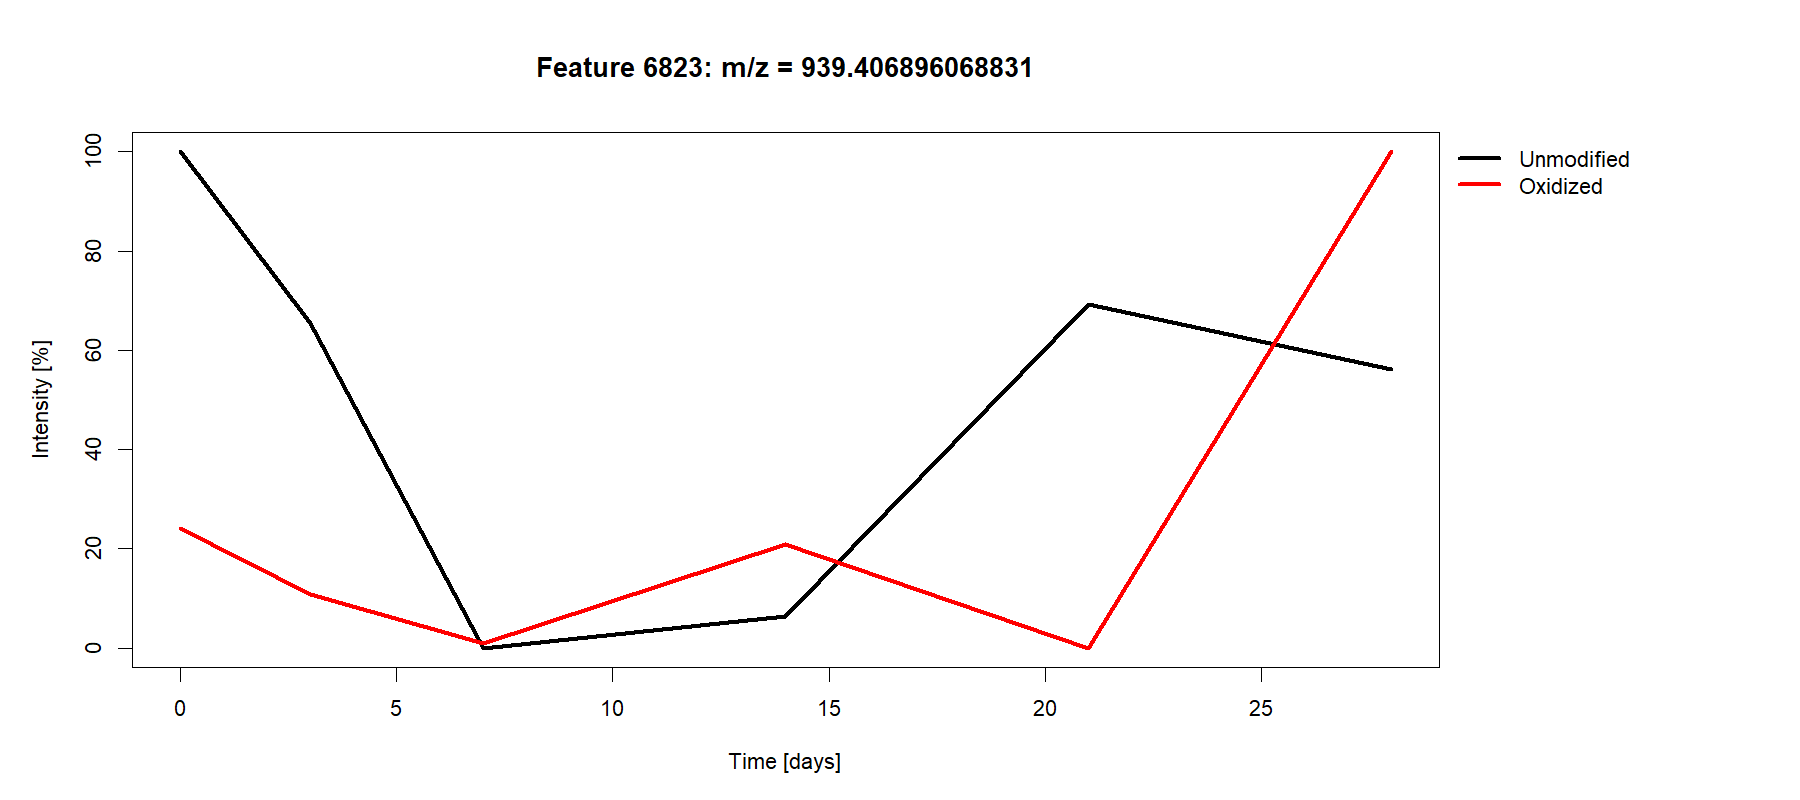 Feature 6823: m/z = 939.406896068831
Unmodified
Oxidized
Intensity [%]
100
80
60
40
20
0
0 5 10 15 20 25
Time [days]